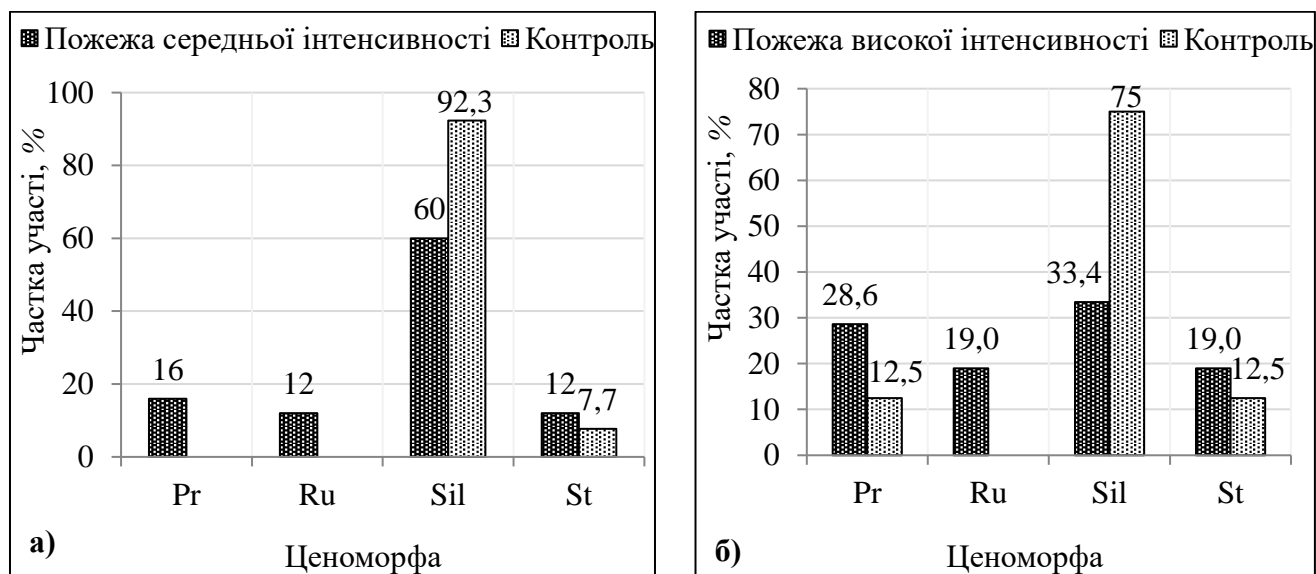 Пожежа середньої інтенсивності Контроль
Частка участі, %
100
80
60
40
20
0
16
12
60
92,3
12
7,7
Pr Ru Sil St
Ценоморфа
а)
Пожежа високої інтенсивності Контроль
Частка участі, %
80
70
60
50
40
30
20
10
0
28,6
12,5
19,0
33,4
75
19,0
12,5
Pr Ru Sil St
Ценоморфа
б)